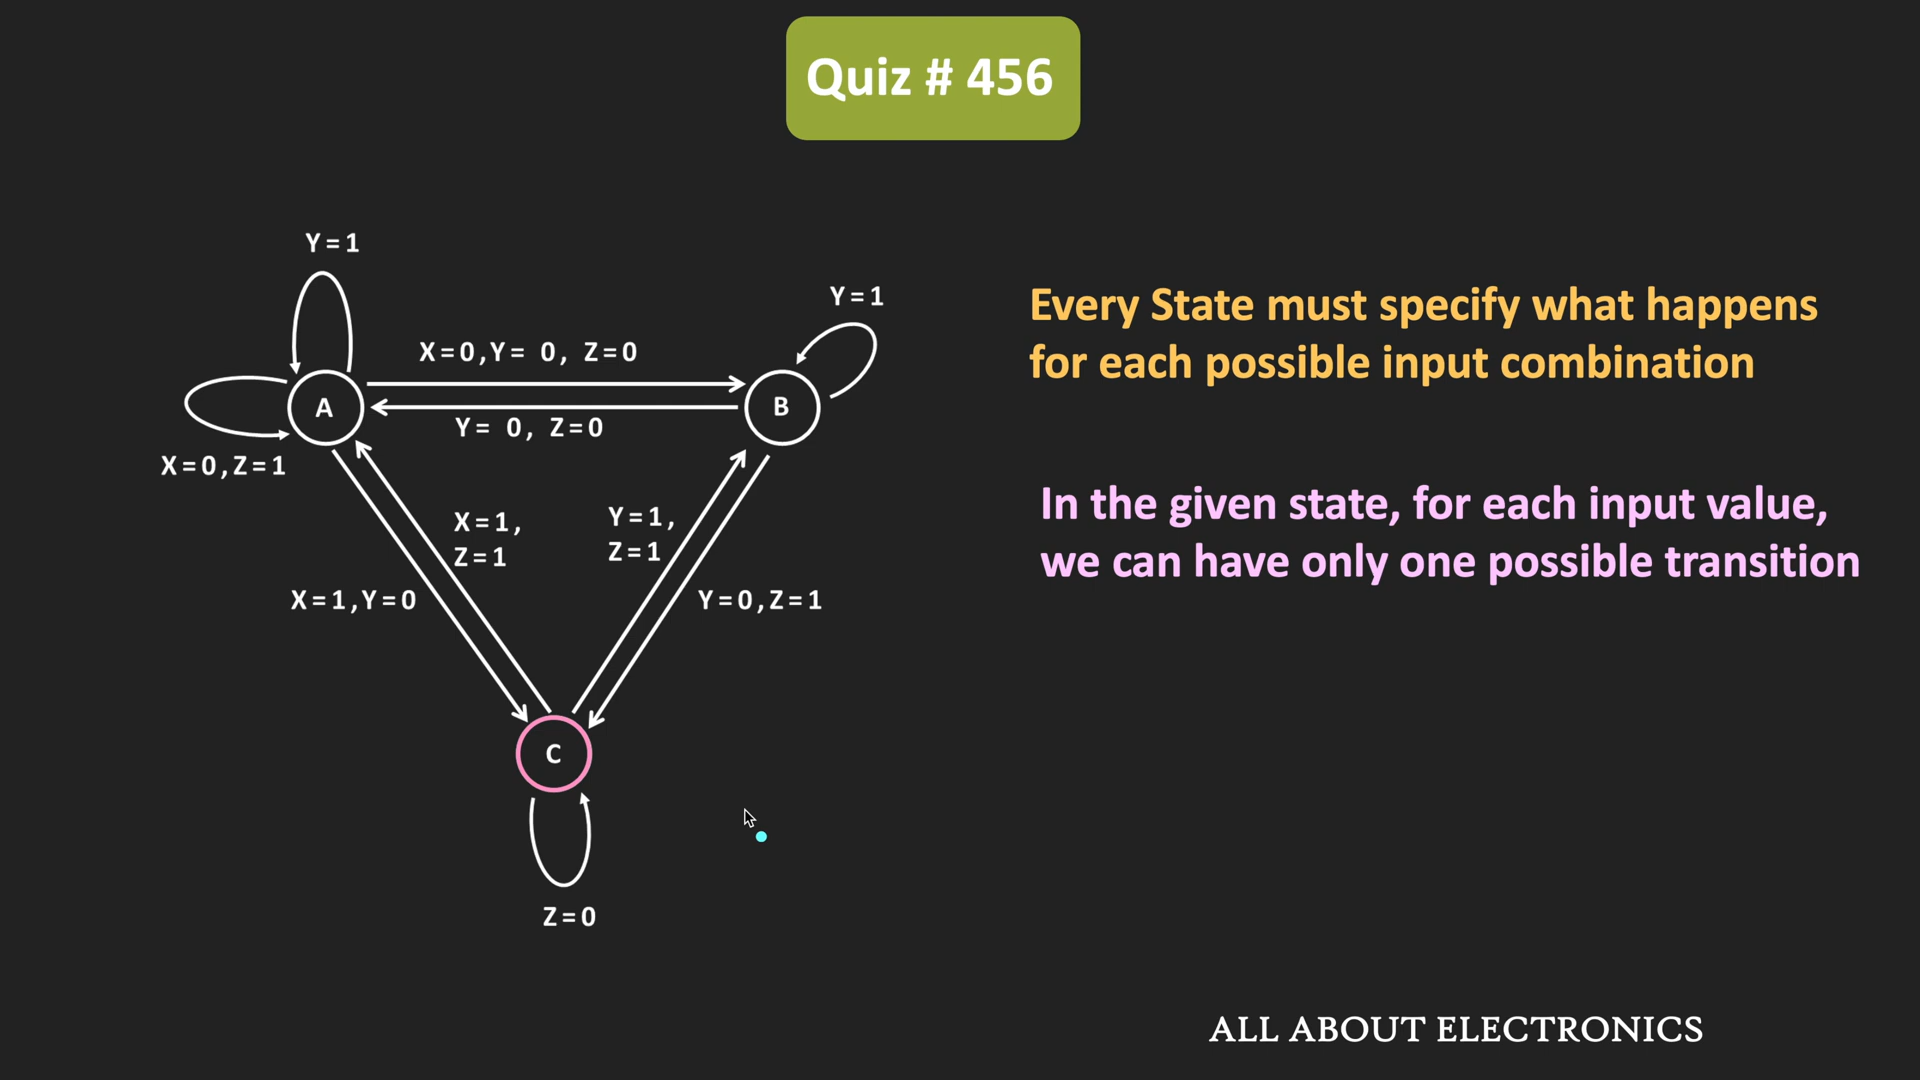 Quiz # 456
Y=1
Y=1
X=0,Y= 0, Z=0
A
B
Y= 0, Z=0
X=0,Z=1
X=1,
Z=1
Y=1,
Z=1
X=1,Y=0
Y=0,Z=1
C
Z=0
Every State must specify what happens
for each possible input combination
In the given state, for each input value,
we can have only one possible transition
ALL ABOUT ELECTRONICS